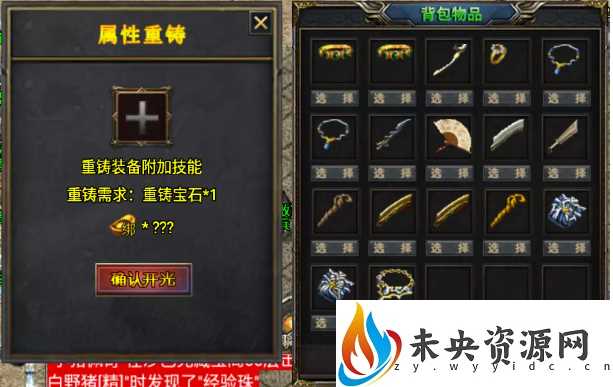 属性重铸
重铸装备附加技能
重铸需求：重铸宝石*1
绑 * ???
确认开光
背包物品
选 择 选 择 选 择 选 择 选 择
选 择 选 择 选 择 选 择 选 择
选 择 选 择 选 择 选 择 选 择
选
白野猪[精]"时发现了"经验珠"
未央资源网
zy.wyyidc.cn